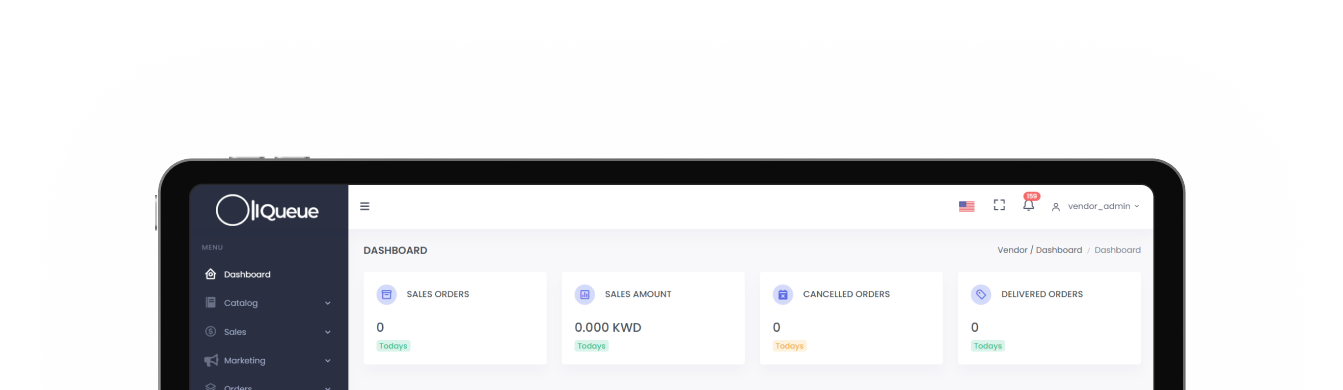 IQueue
159
vendor_admin
MENU
DASHBOARD
Vendor / Dashboard / Dashboard
Dashboard
Catalog
Sales
Marketing
Orders
SALES ORDERS
0
Todays
SALES AMOUNT
0.000 KWD
Todays
CANCELLED ORDERS
0
Todays
DELIVERED ORDERS
0
Todays